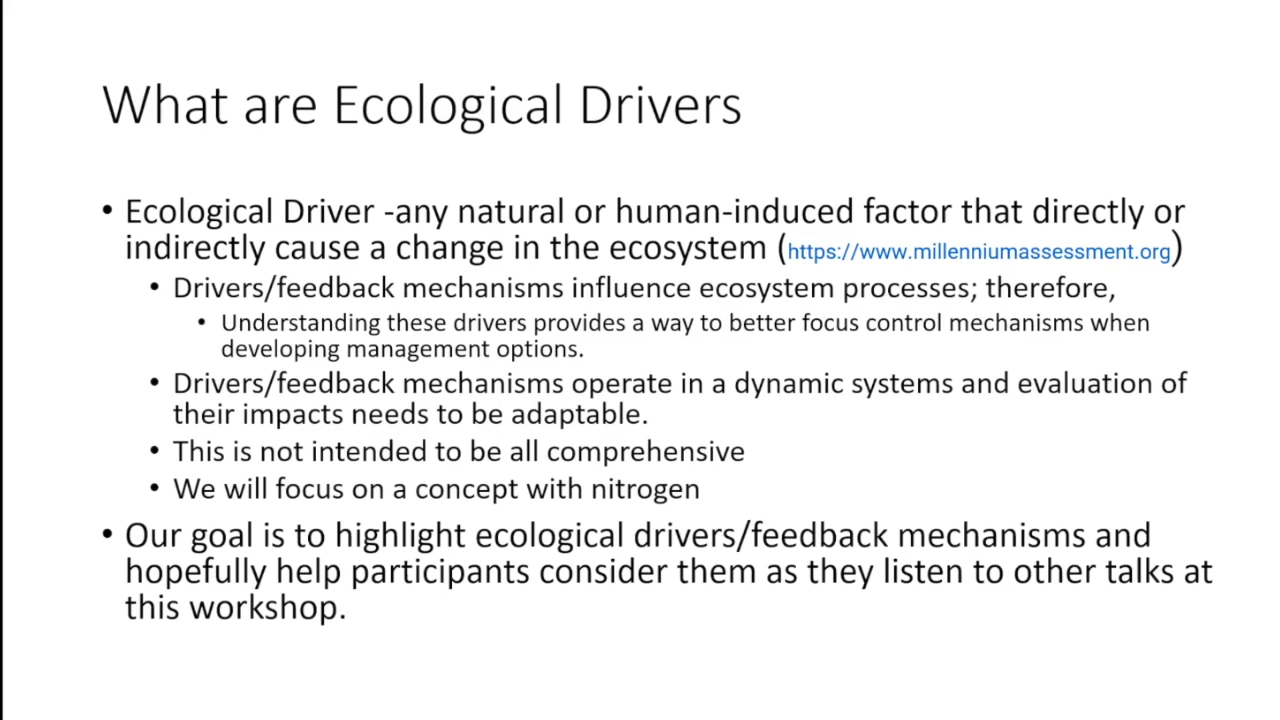 What are Ecological Drivers
• Ecological Driver -any natural or human-induced factor that directly or
indirectly cause a change in the ecosystem (https://www.millenniumassessment.org)
• Drivers/feedback mechanisms influence ecosystem processes; therefore,
• Understanding these drivers provides a way to better focus control mechanisms when
developing management options.
• Drivers/feedback mechanisms operate in a dynamic systems and evaluation of
their impacts needs to be adaptable.
• This is not intended to be all comprehensive
• We will focus on a concept with nitrogen
• Our goal is to highlight ecological drivers/feedback mechanisms and
hopefully help participants consider them as they listen to other talks at
this workshop.